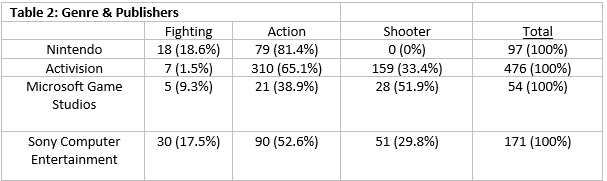 Table 2: Genre & Publishers
Fighting Action Shooter Total
Nintendo 18 (18.6%) 79 (81.4%) 0 (0%) 97 (100%)
Activision 7 (1.5%) 310 (65.1%) 159 (33.4%) 476 (100%)
Microsoft Game 5 (9.3%) 21 (38.9%) 28 (51.9%) 54 (100%)
Studios
Sony Computer 30 (17.5%) 90 (52.6%) 51 (29.8%) 171 (100%)
Entertainment